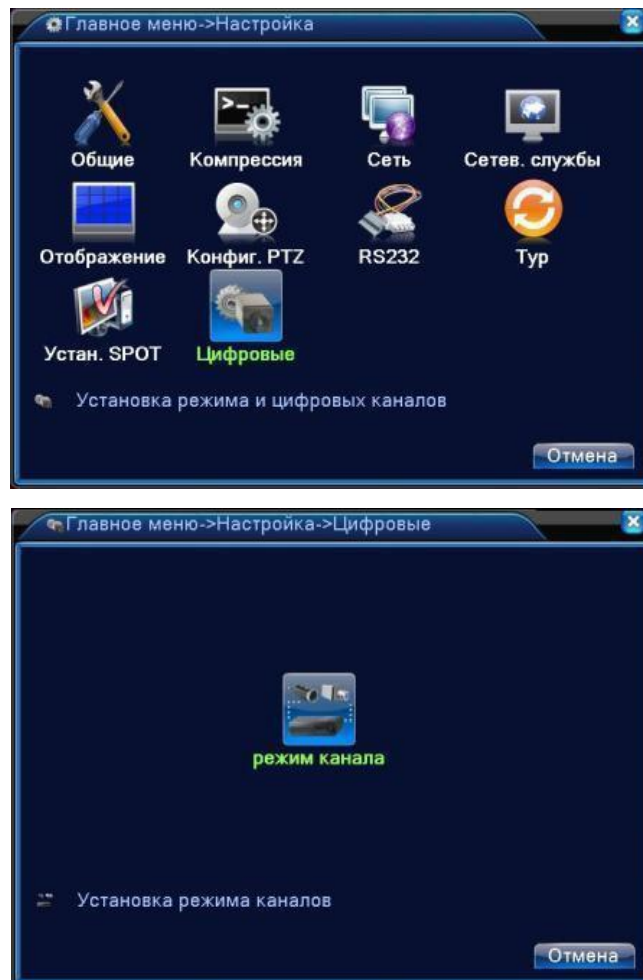 Главное меню->Настройка
Общие Компрессия Сеть Сетев. службы
Отображение Конфиг. PTZ RS232 Тур
Устан. SPOT Цифровые
Установка режима и цифровых каналов
Отмена
Главное меню->Настройка->Цифровые
режим канала
Установка режима каналов
Отмена